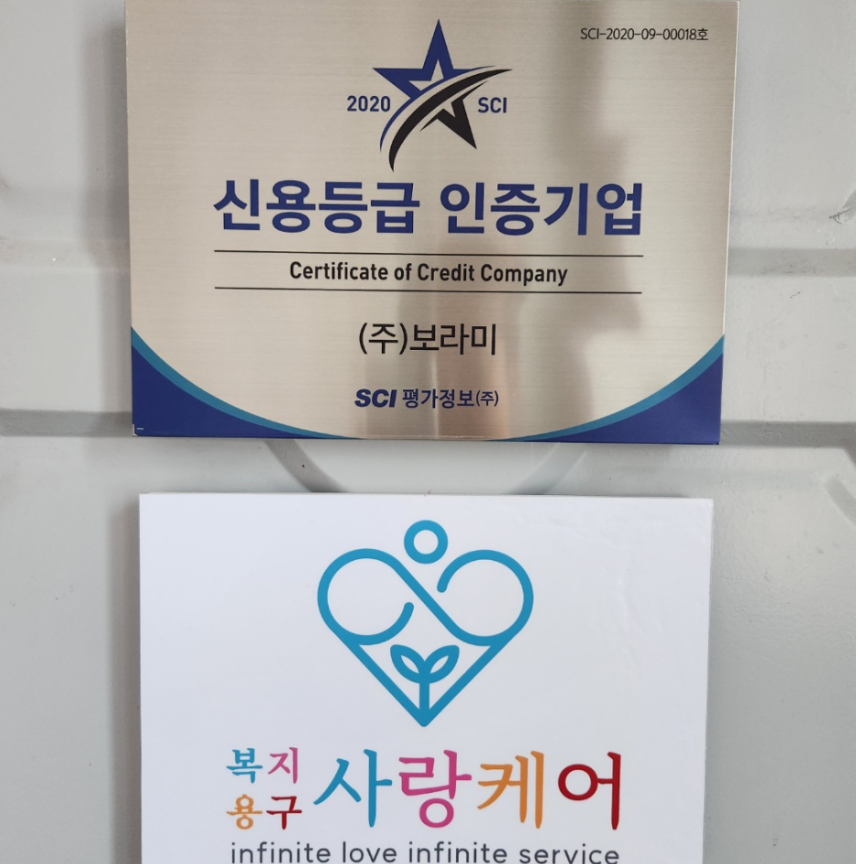 SCI-2020-09-00018호
2020 SCI
신용등급 인증기업
Certificate of Credit Company
(주)보라미
SCI 평가정보(주)
복지
용구
사랑케어
infinite love infinite service